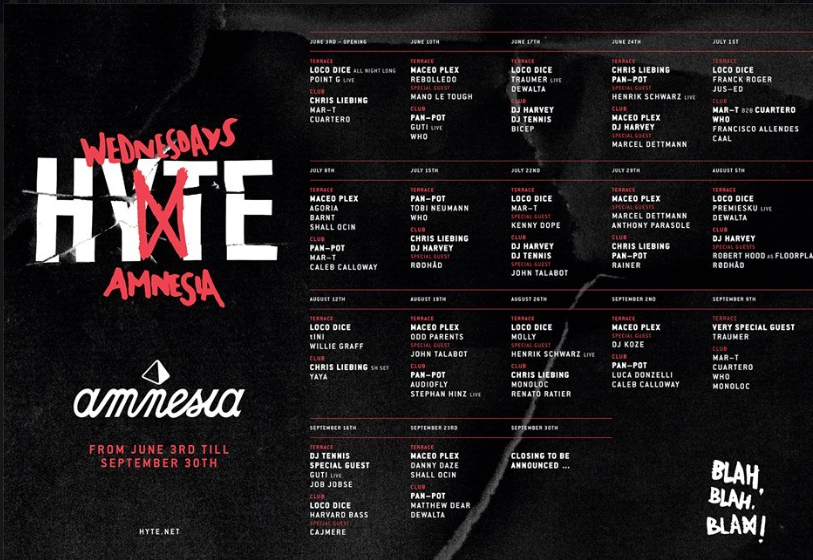 WEDNESDAYS
HYTE
AMNESIA
amnesia
FROM JUNE 3RD TILL
SEPTEMBER 30TH
HYTE.NET
JUNE 3RD – OPENING
TERRACE
LOCO DICE ALL NIGHT LONG
POINT G LIVE
CLUB
CHRIS LIEBING
MAR–T
CUARTERO
JUNE 10TH
TERRACE
MACEO PLEX
REBOLLEDO
SPECIAL GUEST
MANO LE TOUGH
CLUB
PAN–POT
GUTI LIVE
WHO
JUNE 17TH
TERRACE
LOCO DICE
TRAUMER LIVE
DEWALTA
CLUB
DJ HARVEY
DJ TENNIS
BICEP
JUNE 24TH
TERRACE
CHRIS LIEBING
PAN–POT
SPECIAL GUEST
HENRIK SCHWARZ LIVE
CLUB
MACEO PLEX
DJ HARVEY
SPECIAL GUEST
MARCEL DETTMANN
JULY 1ST
TERRACE
LOCO DICE
FRANCK ROGER
JUS–ED
CLUB
MAR–T B2B CUARTERO
WHO
FRANCISCO ALLENDES
CAAL
JULY 8TH
TERRACE
MACEO PLEX
AGORIA
BARNT
SHALL OCIN
CLUB
PAN–POT
MAR–T
CALEB CALLOWAY
JULY 15TH
TERRACE
PAN–POT
TOBI NEUMANN
WHO
CLUB
CHRIS LIEBING
DJ HARVEY
SPECIAL GUEST
RØDHÅD
JULY 22ND
TERRACE
LOCO DICE
MAR–T
SPECIAL GUEST
KENNY DOPE
CLUB
DJ HARVEY
DJ TENNIS
SPECIAL GUEST
JOHN TALABOT
JULY 29TH
TERRACE
MACEO PLEX
SPECIAL GUESTS
MARCEL DETTMANN
ANTHONY PARASOLE
CLUB
CHRIS LIEBING
PAN–POT
RAINER
AUGUST 5TH
TERRACE
LOCO DICE
PREMIESKU LIVE
DEWALTA
CLUB
DJ HARVEY
SPECIAL GUESTS
ROBERT HOOD AS FLOORPLA
RØDHÅD
AUGUST 12TH
TERRACE
LOCO DICE
tINI
WILLIE GRAFF
CLUB
CHRIS LIEBING 5H SET
YAYA
AUGUST 19TH
TERRACE
MACEO PLEX
ODD PARENTS
SPECIAL GUEST
JOHN TALABOT
CLUB
PAN–POT
AUDIOFLY
STEPHAN HINZ LIVE
AUGUST 26TH
TERRACE
LOCO DICE
MOLLY
SPECIAL GUEST
HENRIK SCHWARZ LIVE
CLUB
CHRIS LIEBING
MONOLOC
RENATO RATIER
SEPTEMBER 2ND
TERRACE
MACEO PLEX
SPECIAL GUEST
DJ KOZE
CLUB
PAN–POT
LUCA DONZELLI
CALEB CALLOWAY
SEPTEMBER 9TH
TERRACE
VERY SPECIAL GUEST
TRAUMER
CLUB
MAR–T
CUARTERO
WHO
MONOLOC
SEPTEMBER 16TH
TERRACE
DJ TENNIS
SPECIAL GUEST
GUTI LIVE
JOB JOBSE
CLUB
LOCO DICE
HARVARD BASS
SPECIAL GUEST
CAJMERE
SEPTEMBER 23RD
TERRACE
MACEO PLEX
DANNY DAZE
SHALL OCIN
CLUB
PAN–POT
MATTHEW DEAR
DEWALTA
SEPTEMBER 30TH
CLOSING TO BE
ANNOUNCED ...
BLAH,
BLAH,
BLAH!